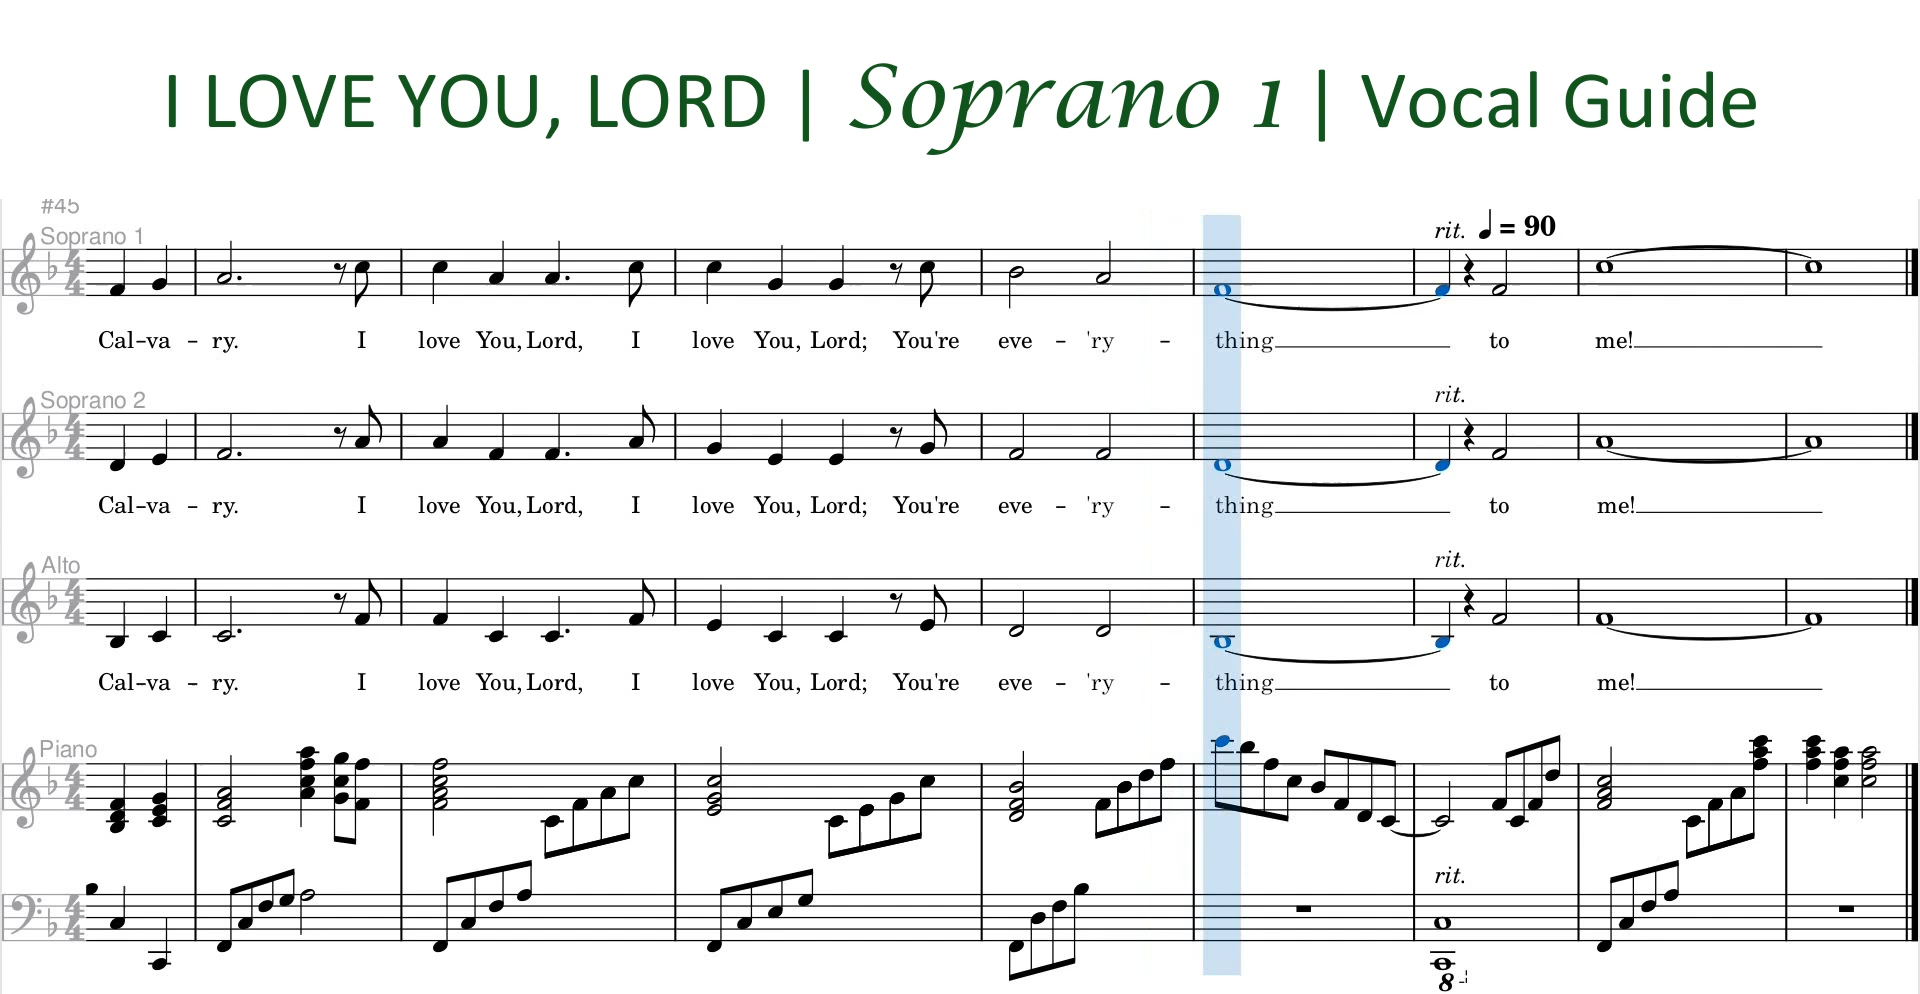 I LOVE YOU, LORD | Soprano 1 | Vocal Guide
#45
Soprano 1
rit. ♩ = 90
Cal-va - ry. I love You, Lord, I love You, Lord; You're eve - 'ry - thing to me!
Soprano 2
rit.
Cal-va - ry. I love You, Lord, I love You, Lord; You're eve - 'ry - thing to me!
Alto
rit.
Cal-va - ry. I love You, Lord, I love You, Lord; You're eve - 'ry - thing to me!
Piano
rit.
8